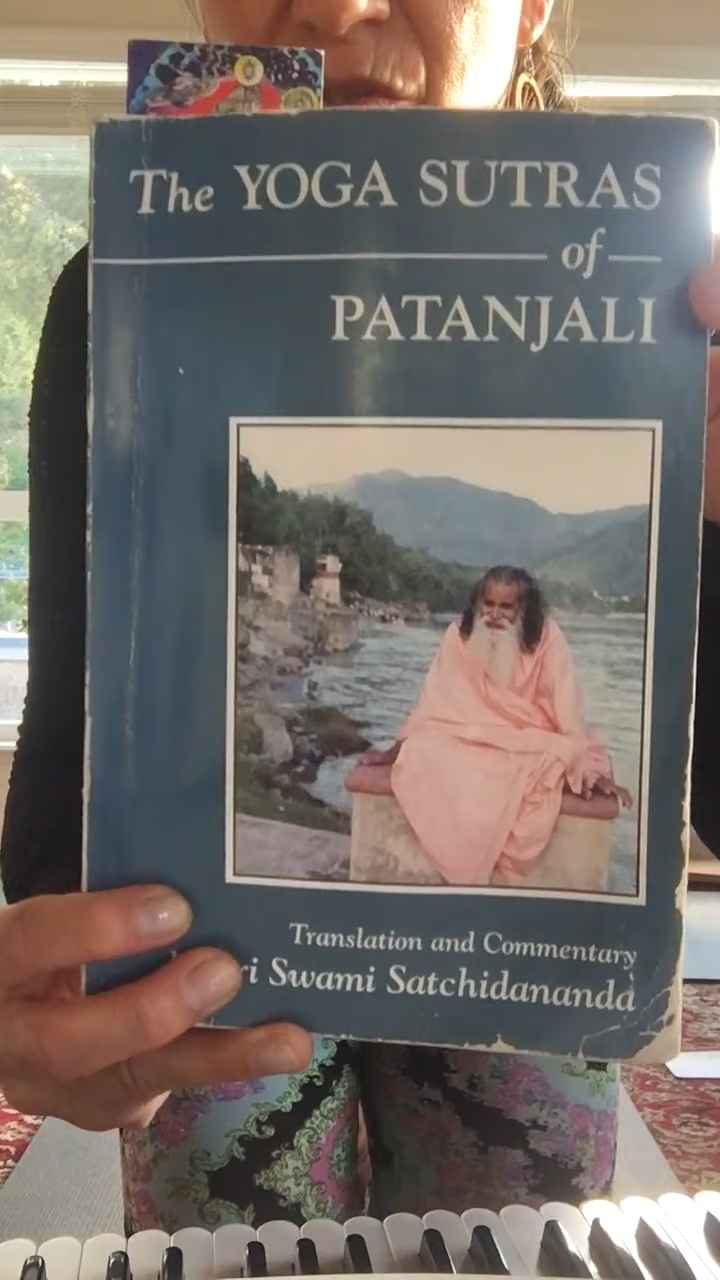 The YOGA SUTRAS
of
PATANJALI
Translation and Commentary
Swami Satchidananda